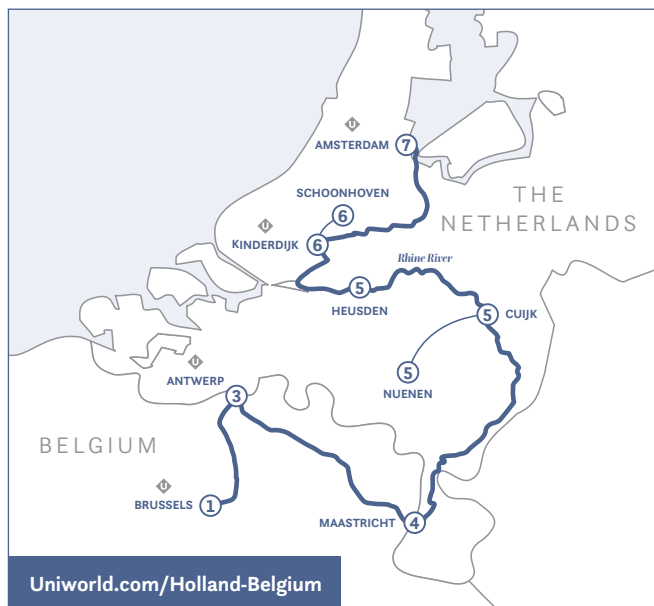 U
AMSTERDAM
7
SCHOONHOVEN
6
THE
NETHERLANDS
U
KINDERDIJK
6
Rhine River
5
HEUSDEN
5
CUIJK
U
ANTWERP
5
NUENEN
3
BELGIUM
U
BRUSSELS
1
MAASTRICHT
4
Uniworld.com/Holland-Belgium